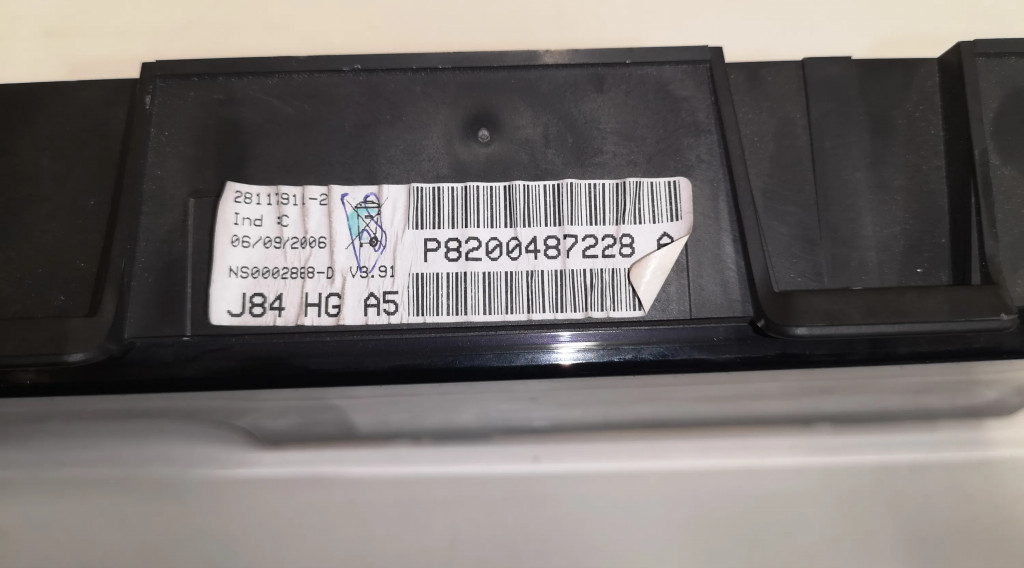 28117911-2
Ind :C
06/09/2006
NS0002888-D V3.91
J84 HG A5
P8200487228 A